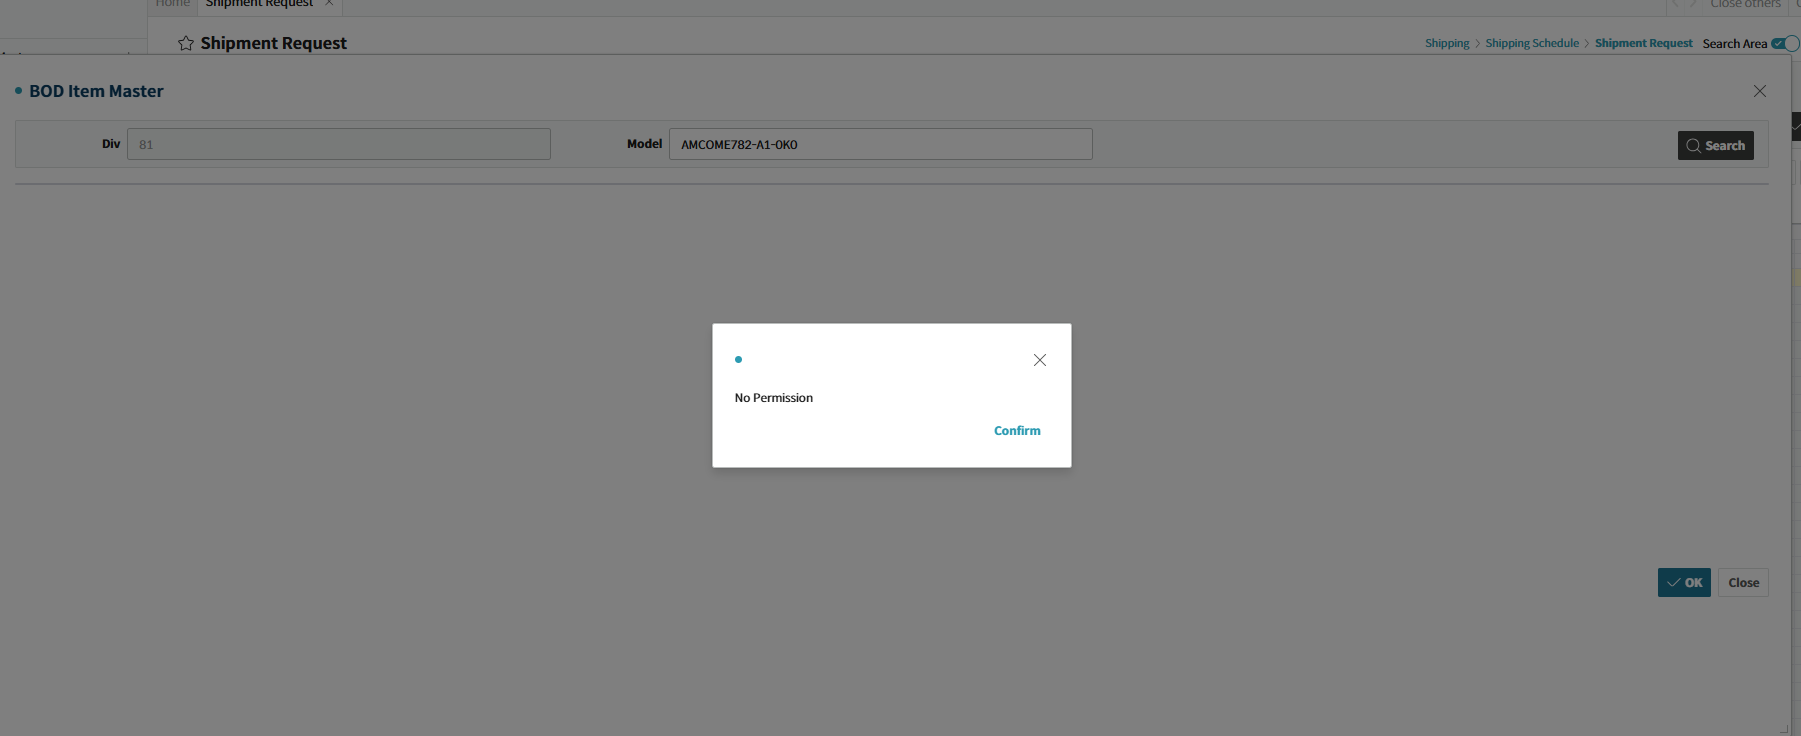 Home Shipment Request Close others
Shipment Request
Shipping > Shipping Schedule > Shipment Request Search Area
BOD Item Master
Div 81 Model AMCOME782-A1-0K0 Search
No Permission
Confirm
OK Close